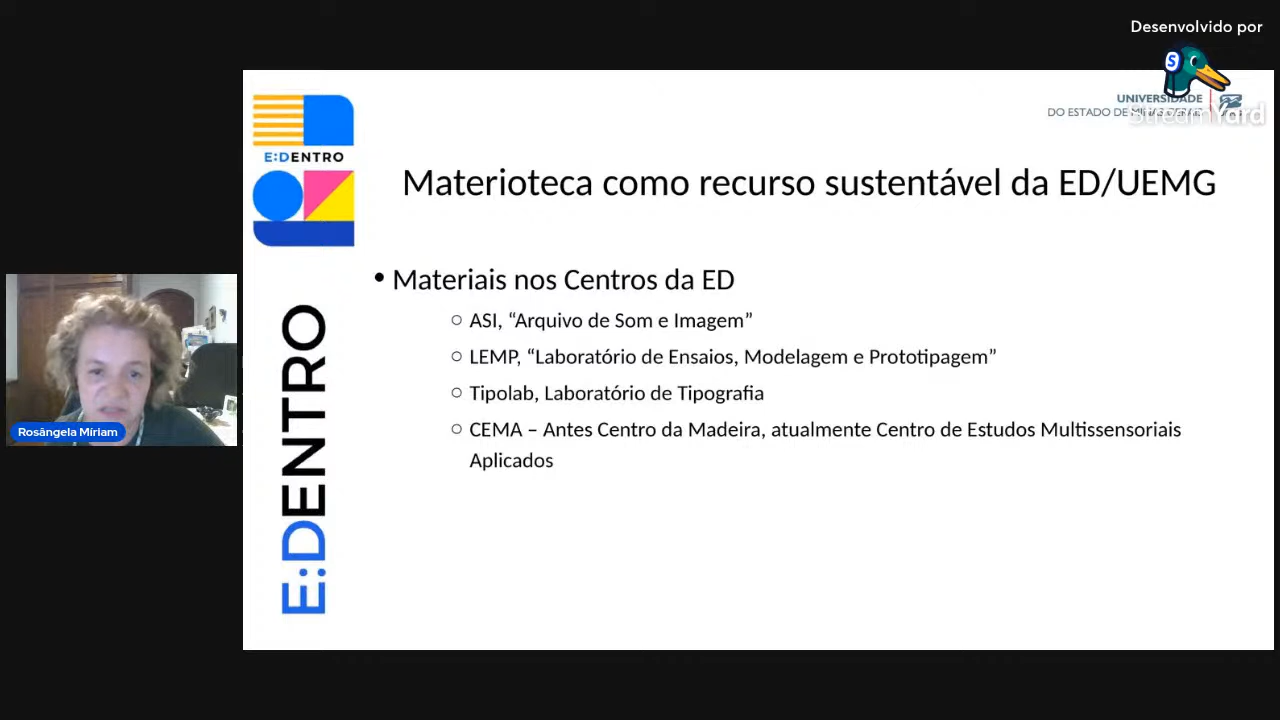 Desenvolvido por
StreamYard
UNIVERSIDADE
DO ESTADO DE MINAS GERAIS
E:DENTRO
Materioteca como recurso sustentável da ED/UEMG
• Materiais nos Centros da ED
○ ASI, “Arquivo de Som e Imagem”
○ LEMP, “Laboratório de Ensaios, Modelagem e Prototipagem”
○ Tipolab, Laboratório de Tipografia
○ CEMA – Antes Centro da Madeira, atualmente Centro de Estudos Multissensoriais
Aplicados
E:DENTRO
Rosângela Míriam